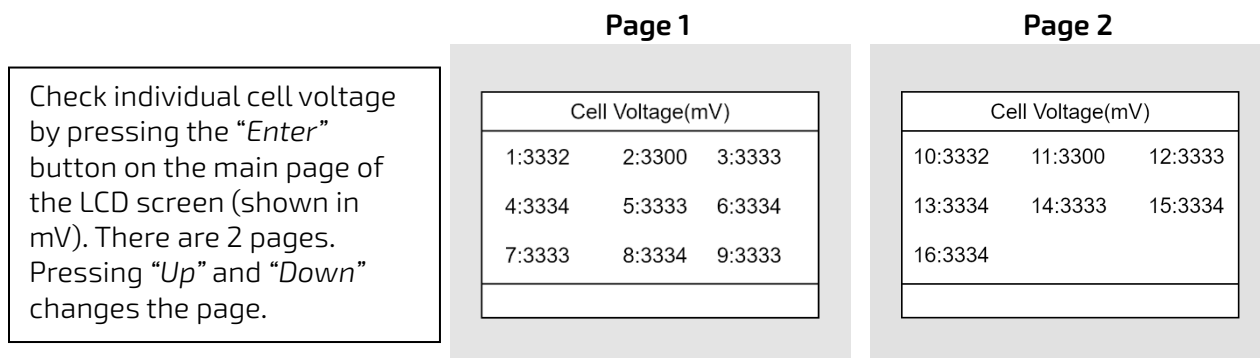 Page 1
Page 2
Check individual cell voltage
by pressing the “Enter”
button on the main page of
the LCD screen (shown in
mV). There are 2 pages.
Pressing “Up” and “Down”
changes the page.
Cell Voltage(mV)
1:3332 2:3300 3:3333
4:3334 5:3333 6:3334
7:3333 8:3334 9:3333
Cell Voltage(mV)
10:3332 11:3300 12:3333
13:3334 14:3333 15:3334
16:3334